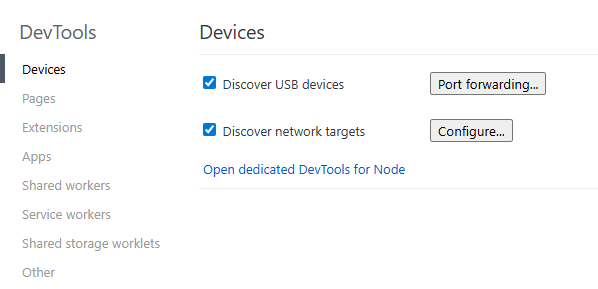 DevTools
Devices
Pages
Extensions
Apps
Shared workers
Service workers
Shared storage worklets
Other
Devices
Discover USB devices
Port forwarding...
Discover network targets
Configure...
Open dedicated DevTools for Node